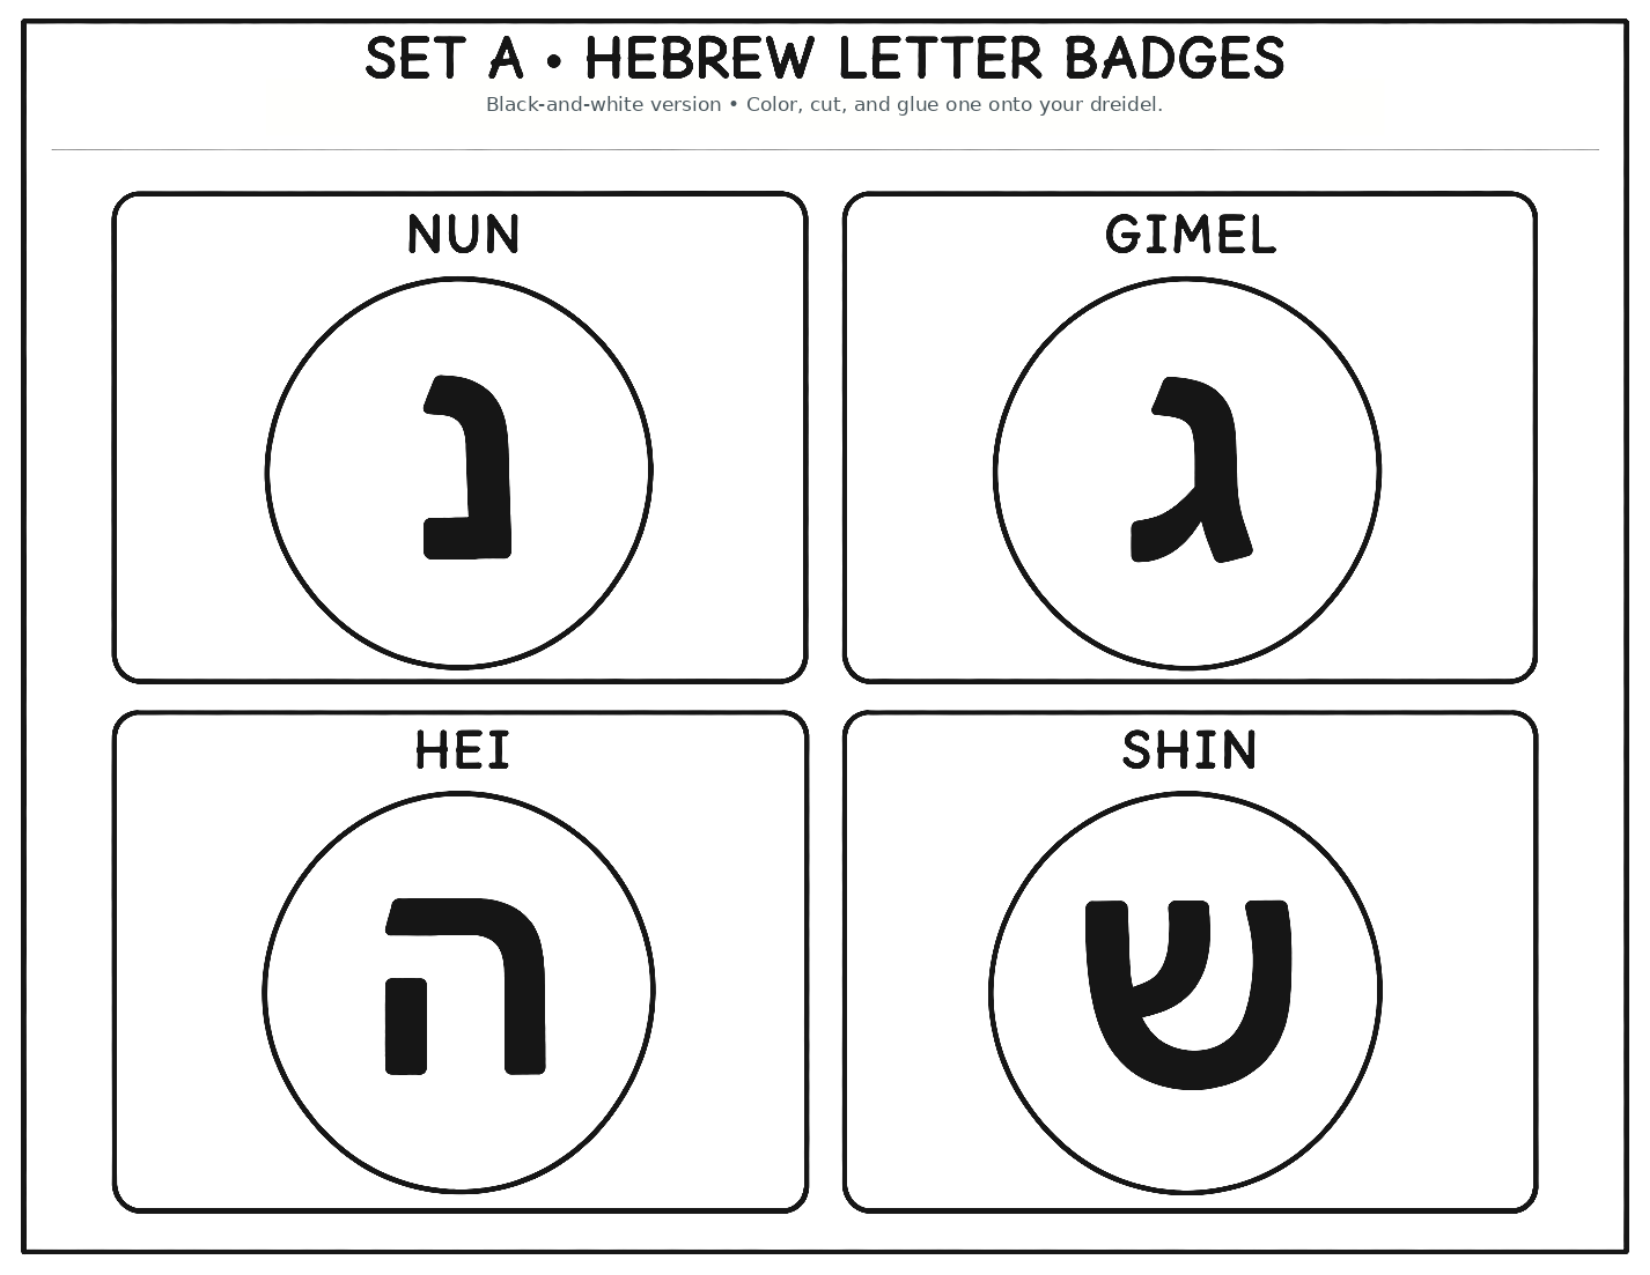 SET A • HEBREW LETTER BADGES
Black-and-white version • Color, cut, and glue one onto your dreidel.
NUN
נ
GIMEL
ג
HEI
ה
SHIN
ש